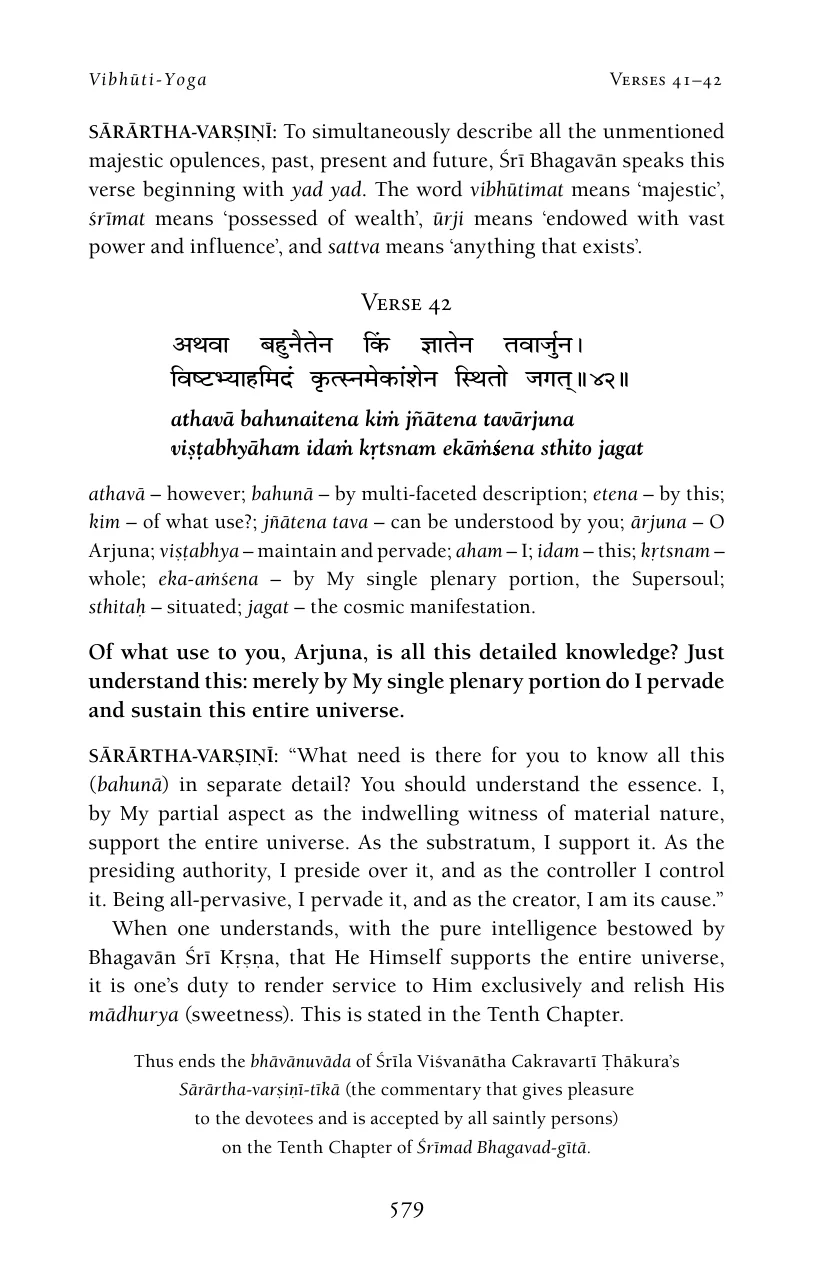 Vibhūti-Yoga Verses 41–42
SĀRĀRTHA-VARṢIṆĪ: To simultaneously describe all the unmentioned
majestic opulences, past, present and future, Śrī Bhagavān speaks this
verse beginning with yad yad. The word vibhūtimat means ‘majestic’,
śrīmat means ‘possessed of wealth’, ūrji means ‘endowed with vast
power and influence’, and sattva means ‘anything that exists’.
Verse 42
अथवा बहुनैतेन किं ज्ञातेन तवार्जुन।
विष्टभ्याहमिदं कृत्स्नमेकांशेन स्थितो जगत्॥४२॥
athavā bahunaitena kiṁ jñātena tavārjuna
viṣṭabhyāham idaṁ kṛtsnam ekāṁśena sthito jagat
athavā – however; bahunā – by multi-faceted description; etena – by this;
kim – of what use?; jñātena tava – can be understood by you; ārjuna – O
Arjuna; viṣṭabhya – maintain and pervade; aham – I; idam – this; kṛtsnam –
whole; eka-aṁśena – by My single plenary portion, the Supersoul;
sthitaḥ – situated; jagat – the cosmic manifestation.
Of what use to you, Arjuna, is all this detailed knowledge? Just
understand this: merely by My single plenary portion do I pervade
and sustain this entire universe.
SĀRĀRTHA-VARṢIṆĪ: “What need is there for you to know all this
(bahunā) in separate detail? You should understand the essence. I,
by My partial aspect as the indwelling witness of material nature,
support the entire universe. As the substratum, I support it. As the
presiding authority, I preside over it, and as the controller I control
it. Being all-pervasive, I pervade it, and as the creator, I am its cause.”
When one understands, with the pure intelligence bestowed by
Bhagavān Śrī Kṛṣṇa, that He Himself supports the entire universe,
it is one’s duty to render service to Him exclusively and relish His
mādhurya (sweetness). This is stated in the Tenth Chapter.
Thus ends the bhāvānuvāda of Śrīla Viśvanātha Cakravartī Ṭhākura’s
Sārārtha-varṣiṇī-tīkā (the commentary that gives pleasure
to the devotees and is accepted by all saintly persons)
on the Tenth Chapter of Śrīmad Bhagavad-gītā.
579